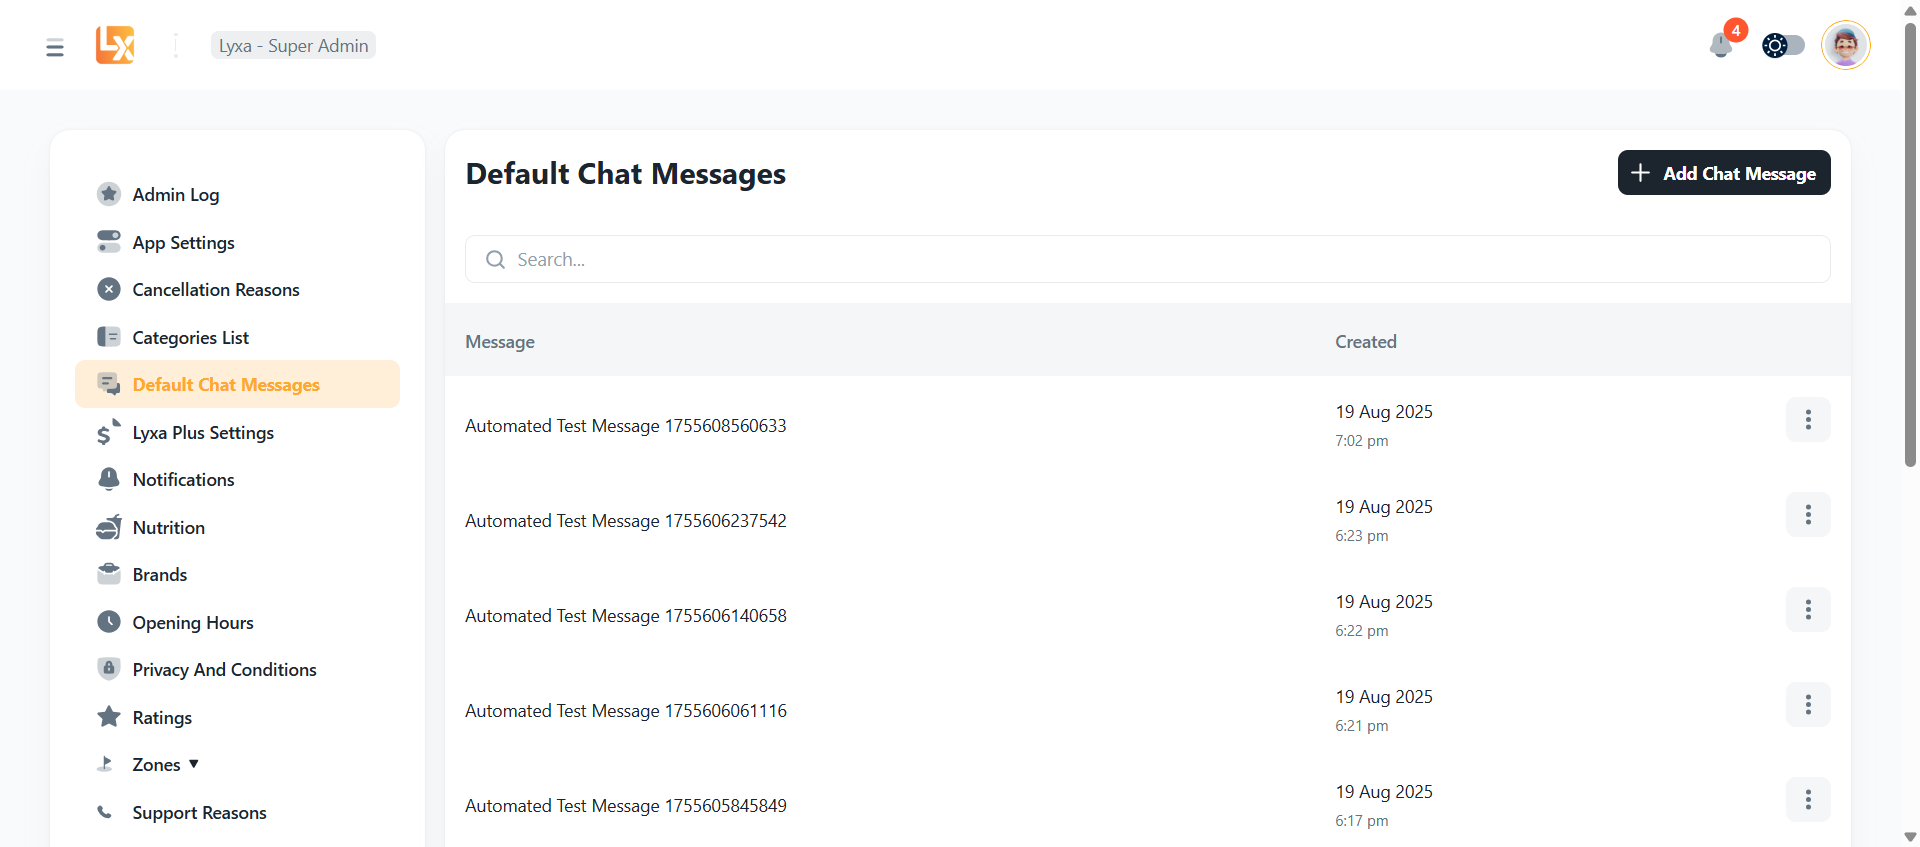 LX
Lyxa - Super Admin
4
Admin Log
App Settings
Cancellation Reasons
Categories List
Default Chat Messages
Lyxa Plus Settings
Notifications
Nutrition
Brands
Opening Hours
Privacy And Conditions
Ratings
Zones ▼
Support Reasons
Default Chat Messages
Add Chat Message
Search...
Message Created
Automated Test Message 1755608560633
19 Aug 2025
7:02 pm
Automated Test Message 1755606237542
19 Aug 2025
6:23 pm
Automated Test Message 1755606140658
19 Aug 2025
6:22 pm
Automated Test Message 1755606061116
19 Aug 2025
6:21 pm
Automated Test Message 1755605845849
19 Aug 2025
6:17 pm